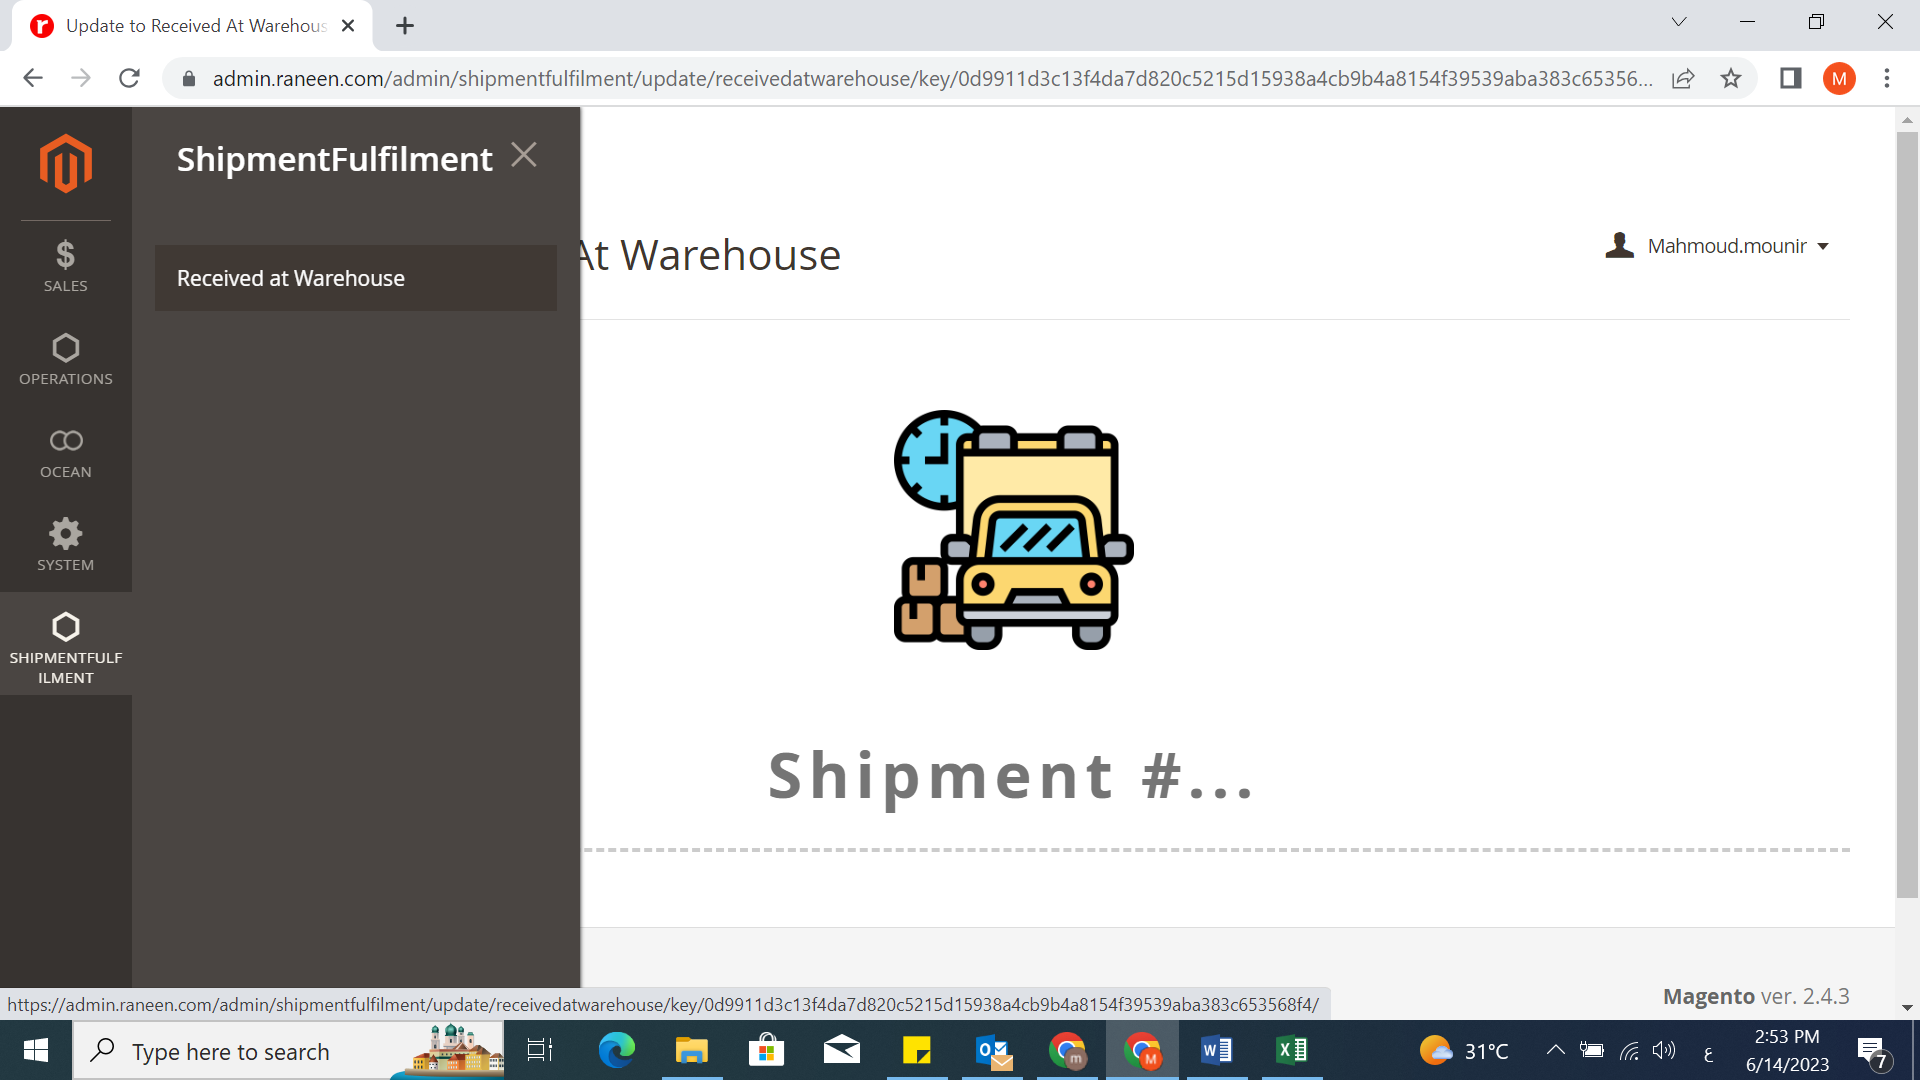 Update to Received At Warehous
admin.raneen.com/admin/shipmentfulfilment/update/receivedatwarehouse/key/0d9911d3c13f4da7d820c5215d15938a4cb9b4a8154f39539aba383c65356...
M
ShipmentFulfilment
Received at Warehouse
SALES
OPERATIONS
OCEAN
SYSTEM
SHIPMENTFULF
ILMENT
At Warehouse
Mahmoud.mounir
Shipment #...
Magento ver. 2.4.3
https://admin.raneen.com/admin/shipmentfulfilment/update/receivedatwarehouse/key/0d9911d3c13f4da7d820c5215d15938a4cb9b4a8154f39539aba383c653568f4/
Type here to search
31°C
ع
2:53 PM
6/14/2023
7